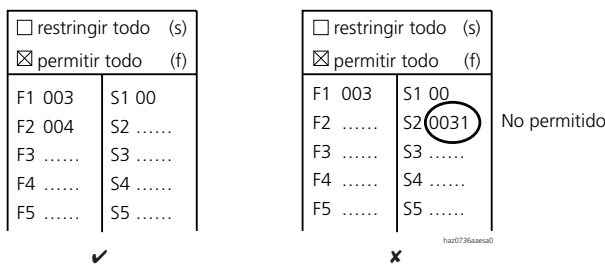 ☐ restringir todo (s)
☒ permitir todo (f)
F1 003 S1 00
F2 004 S2 ......
F3 ...... S3 ......
F4 ...... S4 ......
F5 ...... S5 ......
✔
☐ restringir todo (s)
☒ permitir todo (f)
F1 003 S1 00
F2 ...... S2 0031 No permitido
F3 ...... S3 ......
F4 ...... S4 ......
F5 ...... S5 ......
haz0736aaesa0
✘